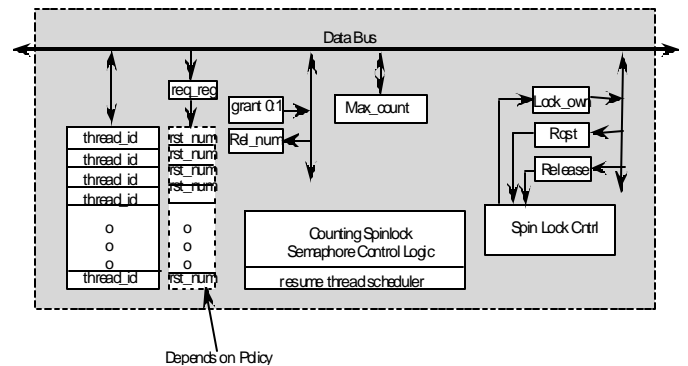 Data Bus
req_reg
grant 0:1
Max_count
Lock_own
thread_id
rst_num
Rel_num
Rqst
thread_id
rst_num
thread_id
rst_num
Release
thread_id
rst_num
o
o
o
o
o
o
Counting Spinlock
Semaphore Control Logic
Spin Lock Cntrl
thread_id
rst_num
resume thread scheduler
Depends on Policy